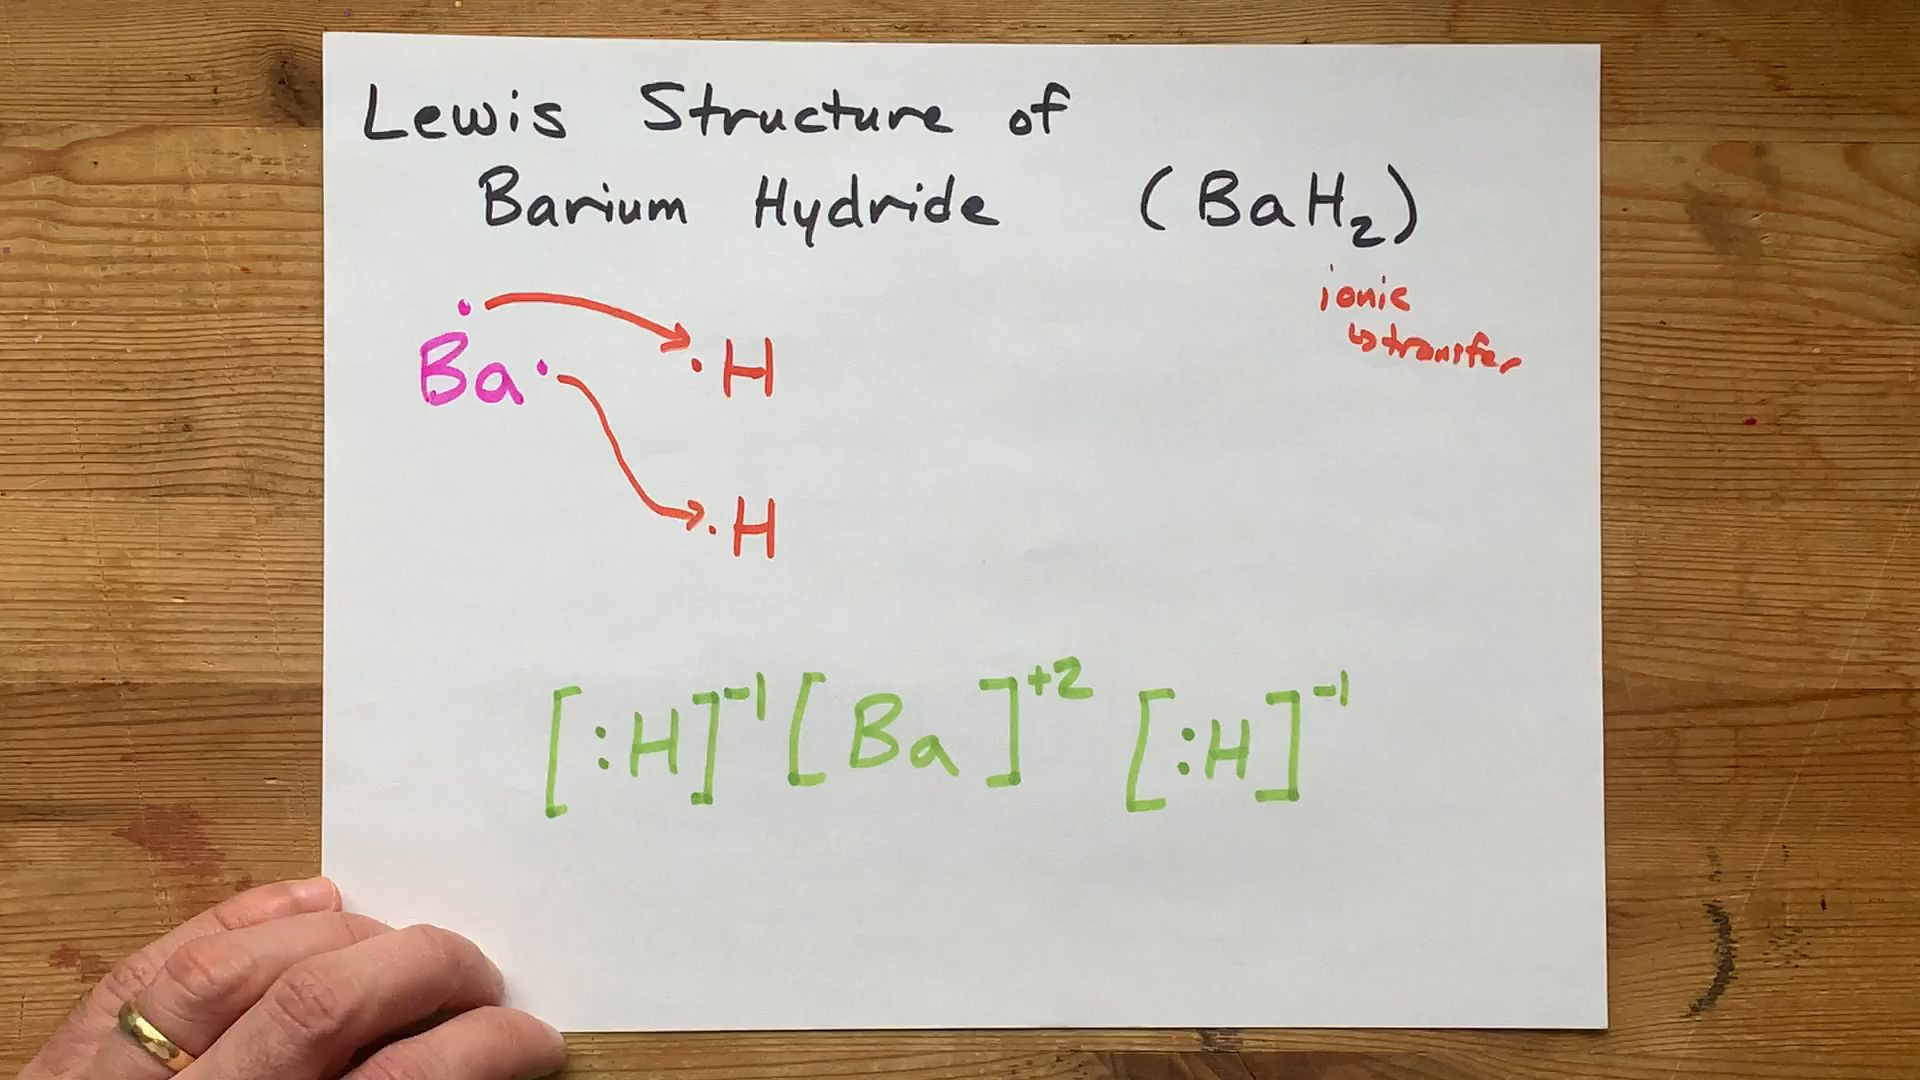 Lewis Structure of
Barium Hydride (BaH₂)
ionic
↳transfer
Ba· ·H
·H
[:H]⁻¹ [Ba]⁺² [:H]⁻¹